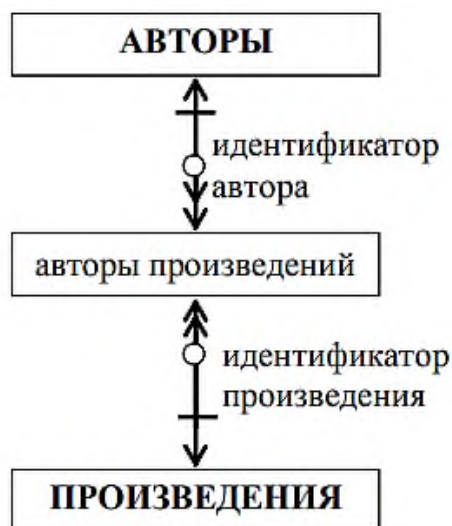 АВТОРЫ
идентификатор
автора
авторы произведений
идентификатор
произведения
ПРОИЗВЕДЕНИЯ